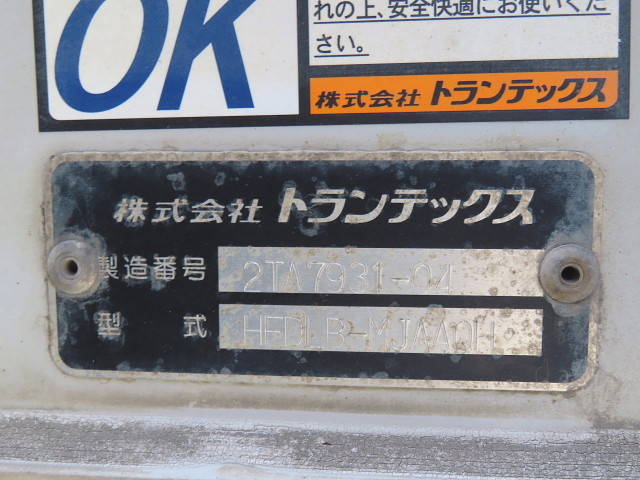 OK
れの上、安全快適にお使いくだ
さい。
株式会社 トランテックス
株式会社 トランテックス
製造番号 2TA7931-04
型式 HFDLB-MJAAQH